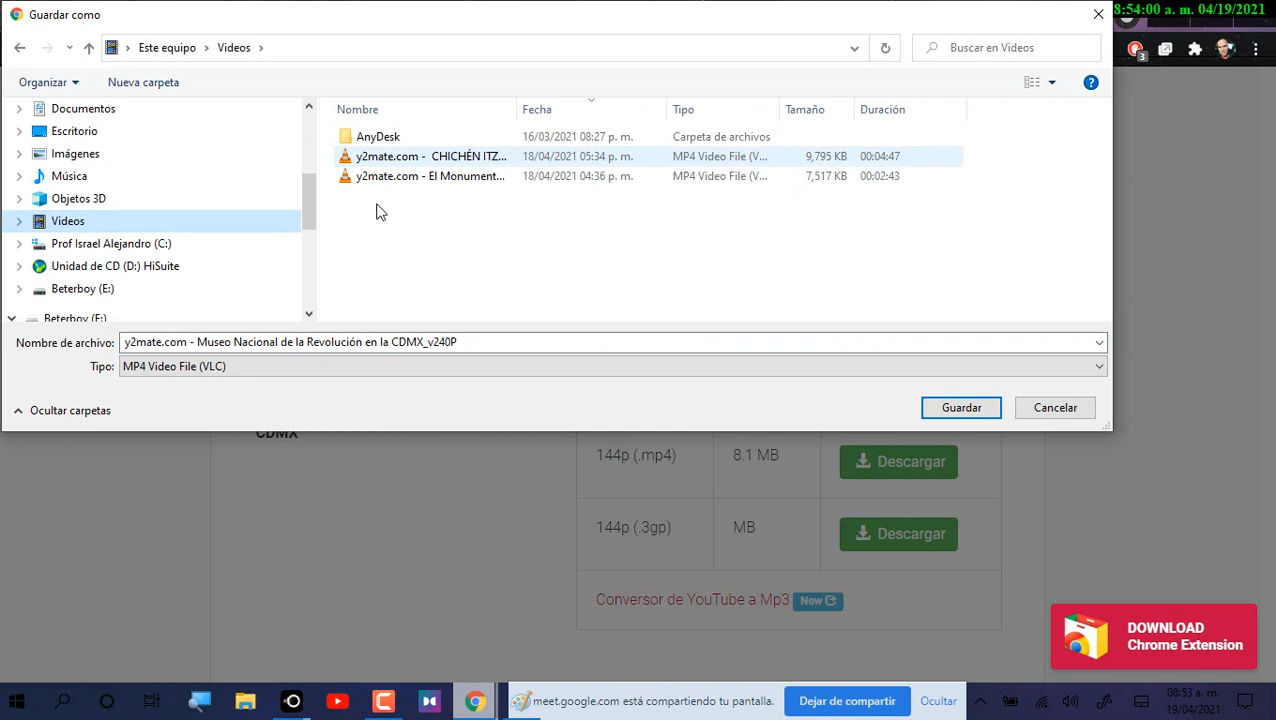 Guardar como
8:54:00 a. m. 04/19/2021
Este equipo
Videos
Buscar en Videos
3
Organizar
Nueva carpeta
Documentos
Escritorio
Imágenes
Música
Objetos 3D
Videos
Prof Israel Alejandro (C:)
Unidad de CD (D:) HiSuite
Beterboy (E:)
Beterboy (E:)
Nombre
Fecha
Tipo
Tamaño
Duración
AnyDesk
16/03/2021 08:27 p. m.
Carpeta de archivos
y2mate.com - CHICHÉN ITZ...
18/04/2021 05:34 p. m.
MP4 Video File (V...
9,795 KB
00:04:47
y2mate.com - El Monument...
18/04/2021 04:36 p. m.
MP4 Video File (V...
7,517 KB
00:02:43
Nombre de archivo:
y2mate.com - Museo Nacional de la Revolución en la CDMX_v240P
Tipo:
MP4 Video File (VLC)
Ocultar carpetas
Guardar
Cancelar
CDMX
144p (.mp4)
8.1 MB
Descargar
144p (.3gp)
MB
Descargar
Conversor de YouTube a Mp3
New
DOWNLOAD
Chrome Extension
meet.google.com está compartiendo tu pantalla.
Dejar de compartir
Ocultar
08:53 a. m.
19/04/2021